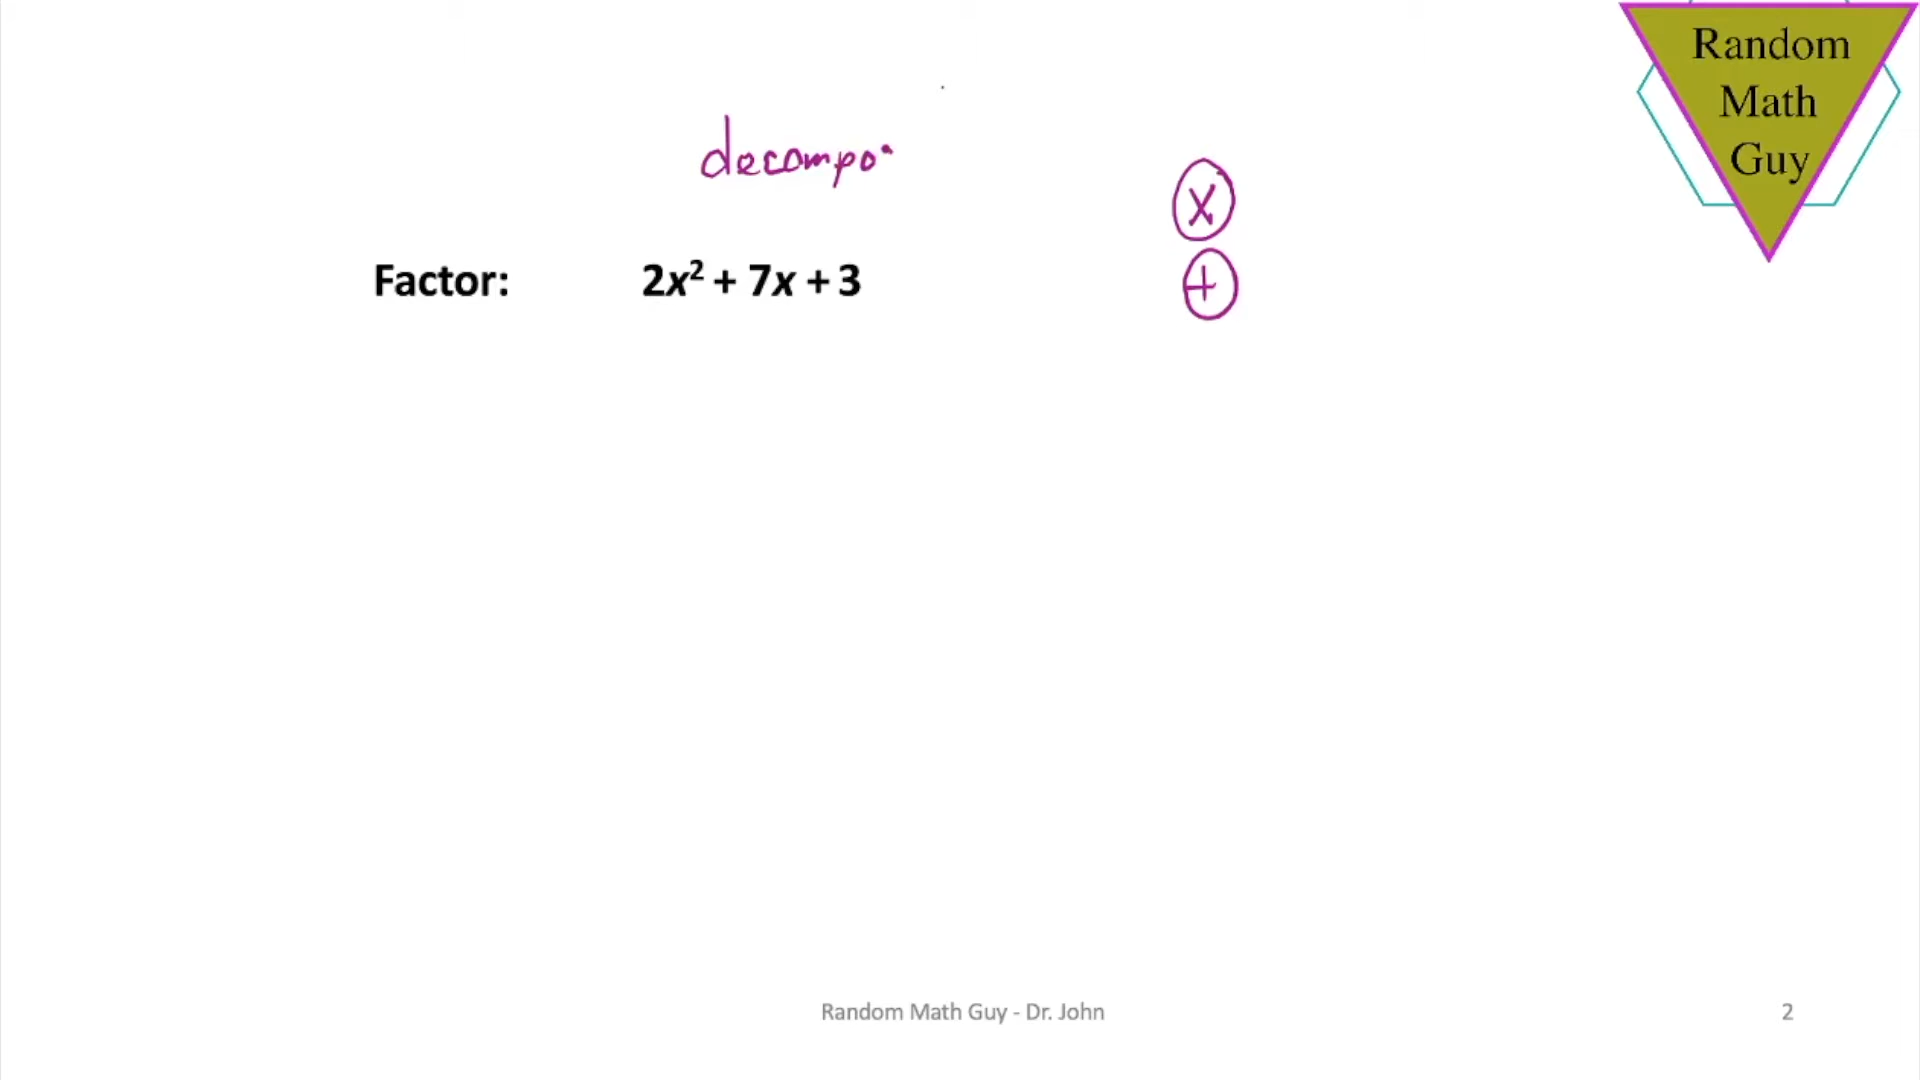 Random
Math
Guy
decompo
x
+
Factor: 2x² + 7x + 3
Random Math Guy - Dr. John
2